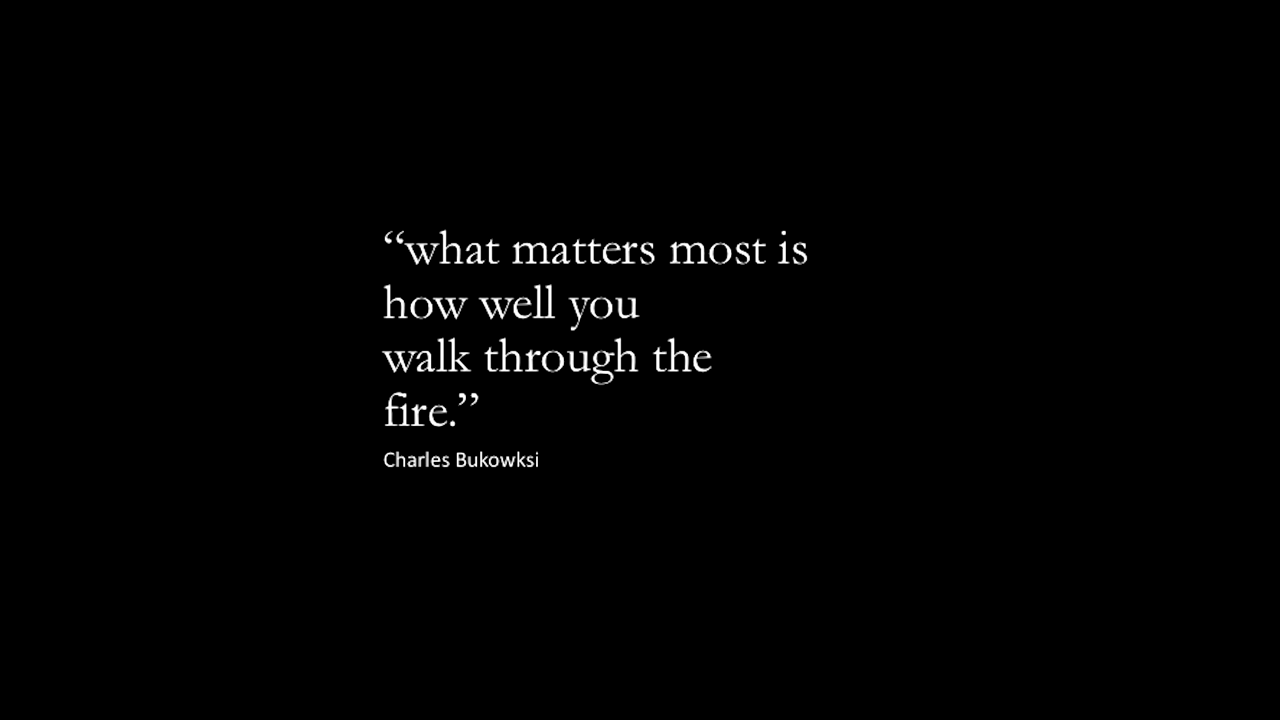 “what matters most is
how well you
walk through the
fire.”
Charles Bukowksi